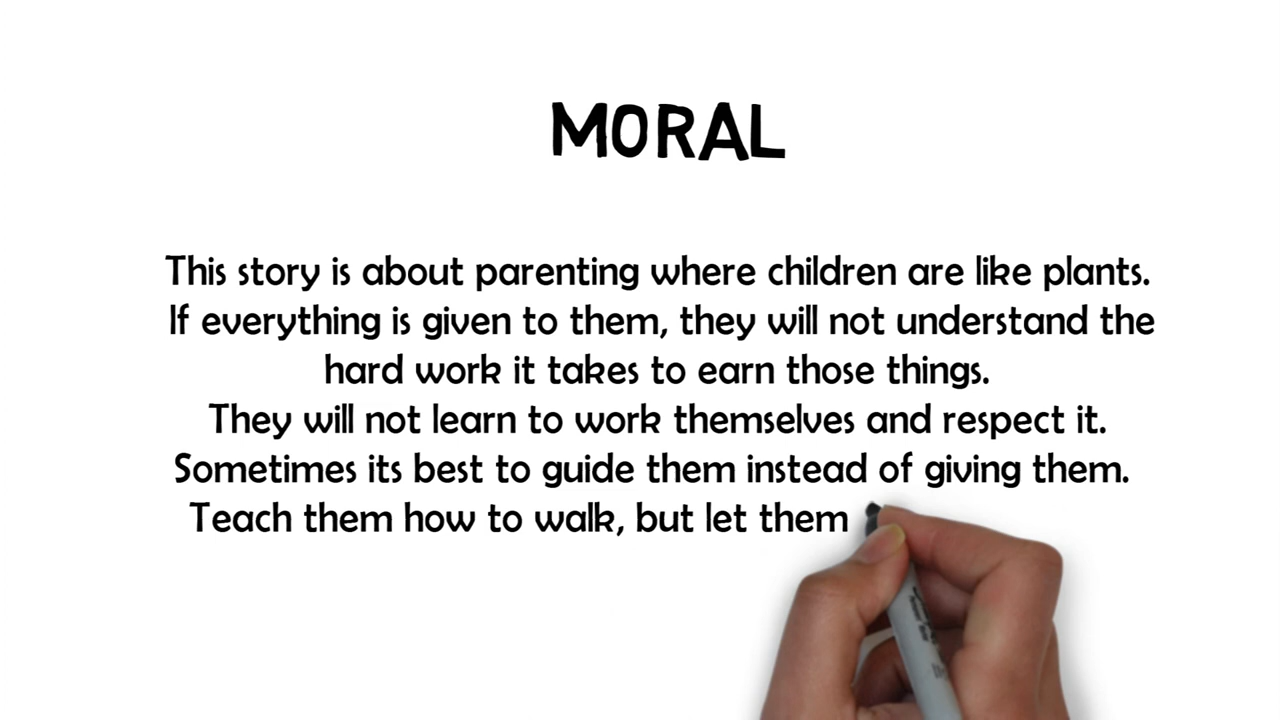 MORAL
This story is about parenting where children are like plants.
If everything is given to them, they will not understand the
hard work it takes to earn those things.
They will not learn to work themselves and respect it.
Sometimes its best to guide them instead of giving them.
Teach them how to walk, but let them